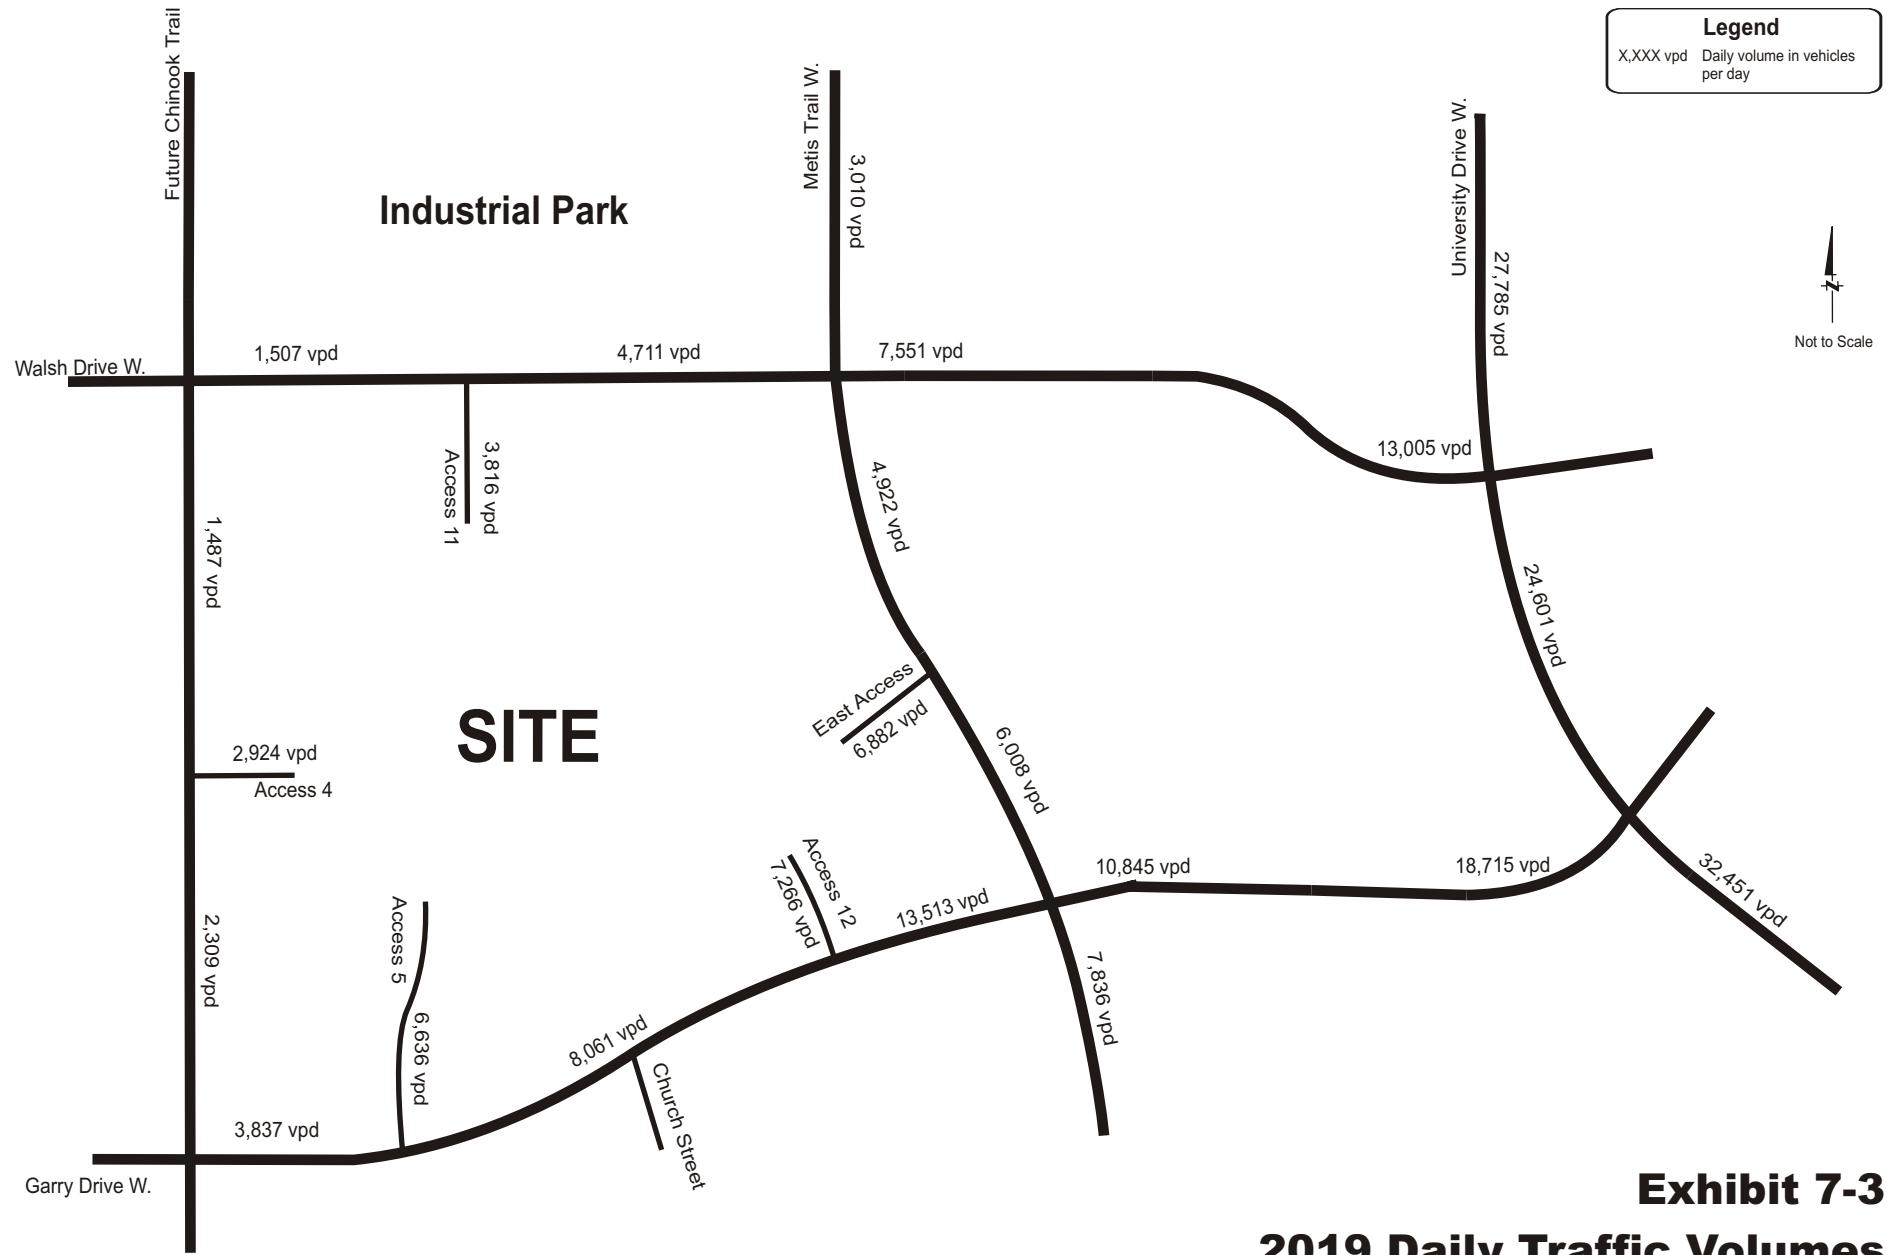 Legend
X,XXX vpd Daily volume in vehicles
per day
Future Chinook Trail
Metis Trail W.
University Drive W.
3,010 vpd
Industrial Park
27,785 vpd
Not to Scale
Walsh Drive W.
1,507 vpd
4,711 vpd
7,551 vpd
13,005 vpd
Access 11
3,816 vpd
4,922 vpd
1,487 vpd
24,601 vpd
East Access
6,882 vpd
SITE
6,008 vpd
2,924 vpd
Access 4
Access 12
7,266 vpd
10,845 vpd
18,715 vpd
32,451 vpd
13,513 vpd
Access 5
2,309 vpd
7,836 vpd
6,636 vpd
8,061 vpd
Church Street
3,837 vpd
Garry Drive W.
Exhibit 7-3
2019 Daily Traffic Volumes